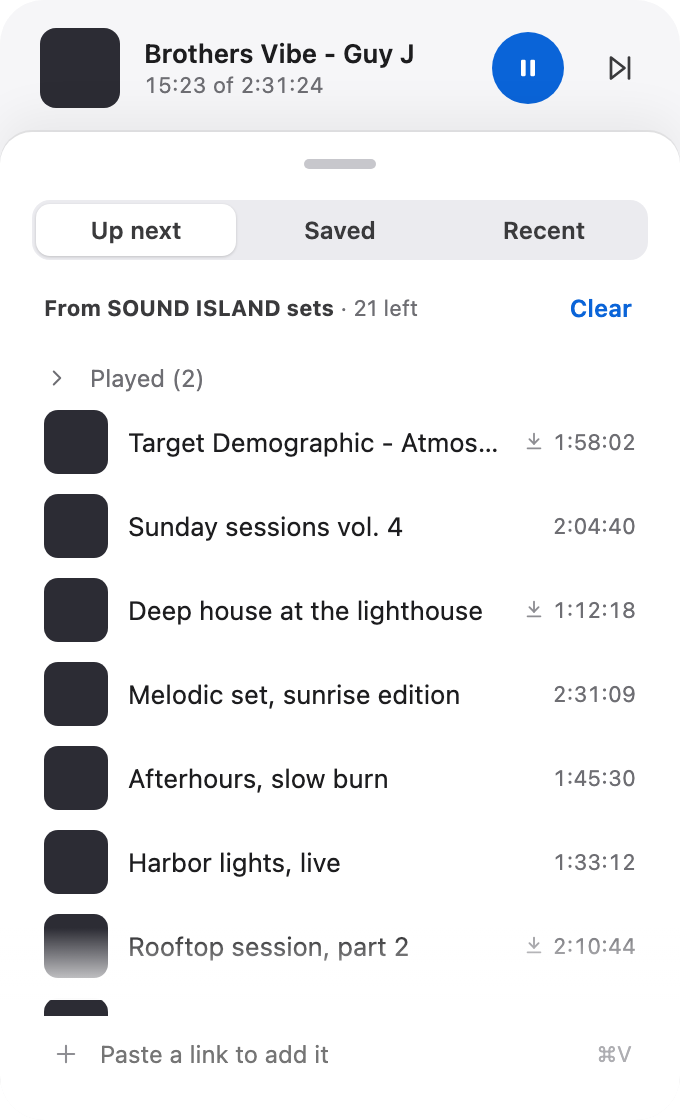 Brothers Vibe - Guy J
15:23 of 2:31:24
Up next Saved Recent
From SOUND ISLAND sets · 21 left Clear
Played (2)
Target Demographic - Atmos... 1:58:02
Sunday sessions vol. 4 2:04:40
Deep house at the lighthouse 1:12:18
Melodic set, sunrise edition 2:31:09
Afterhours, slow burn 1:45:30
Harbor lights, live 1:33:12
Rooftop session, part 2 2:10:44
Paste a link to add it ⌘V